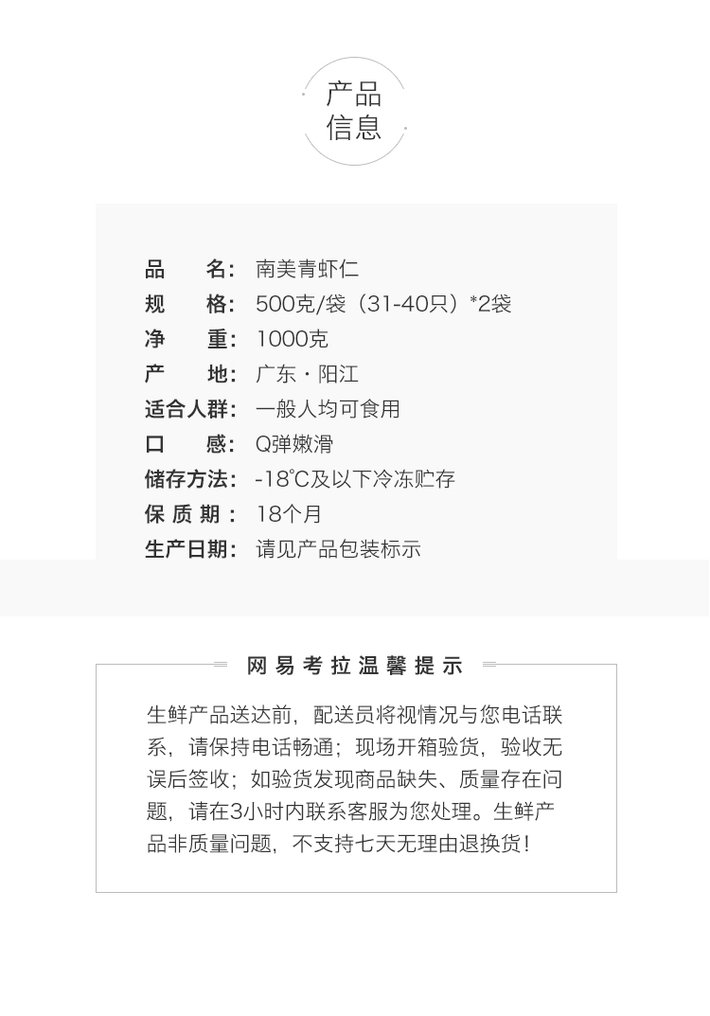 产品
信息
品名：南美青虾仁
规格：500克/袋（31-40只）*2袋
净重：1000克
产地：广东·阳江
适合人群：一般人均可食用
口感：Q弹嫩滑
储存方法：-18℃及以下冷冻贮存
保质期：18个月
生产日期：请见产品包装标示
网易考拉温馨提示
生鲜产品送达前，配送员将视情况与您电话联
系，请保持电话畅通；现场开箱验货，验收无
误后签收；如验货发现商品缺失、质量存在问
题，请在3小时内联系客服为您处理。生鲜产
品非质量问题，不支持七天无理由退换货！